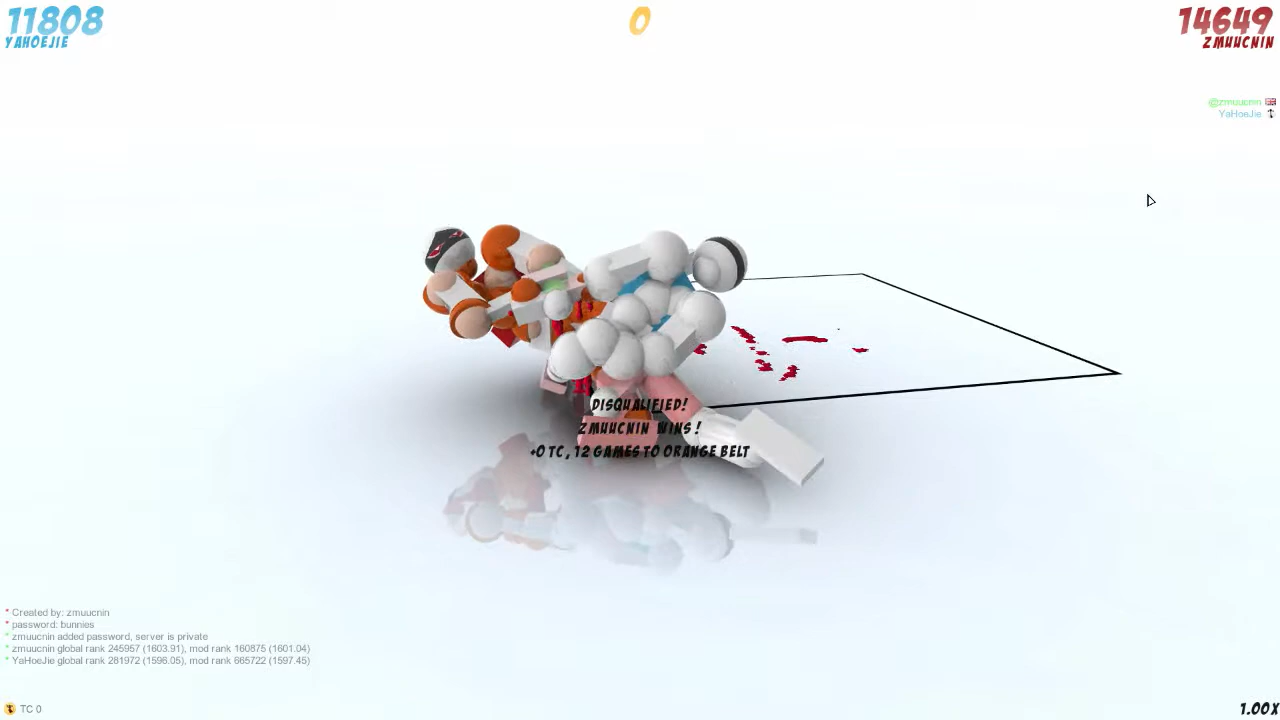 11808
YAHOEJIE
0
14649
ZMUUCNIN
@zmuucnin
YaHoeJie
DISQUALIFIED!
ZMUUCNIN WINS!
+0 TC, 12 GAMES TO ORANGE BELT
* Created by: zmuucnin
* password: bunnies
* zmuucnin added password, server is private
* zmuucnin global rank 245957 (1603.91), mod rank 160875 (1601.04)
* YaHoeJie global rank 281972 (1596.05), mod rank 665722 (1597.45)
TC 0
1.00X